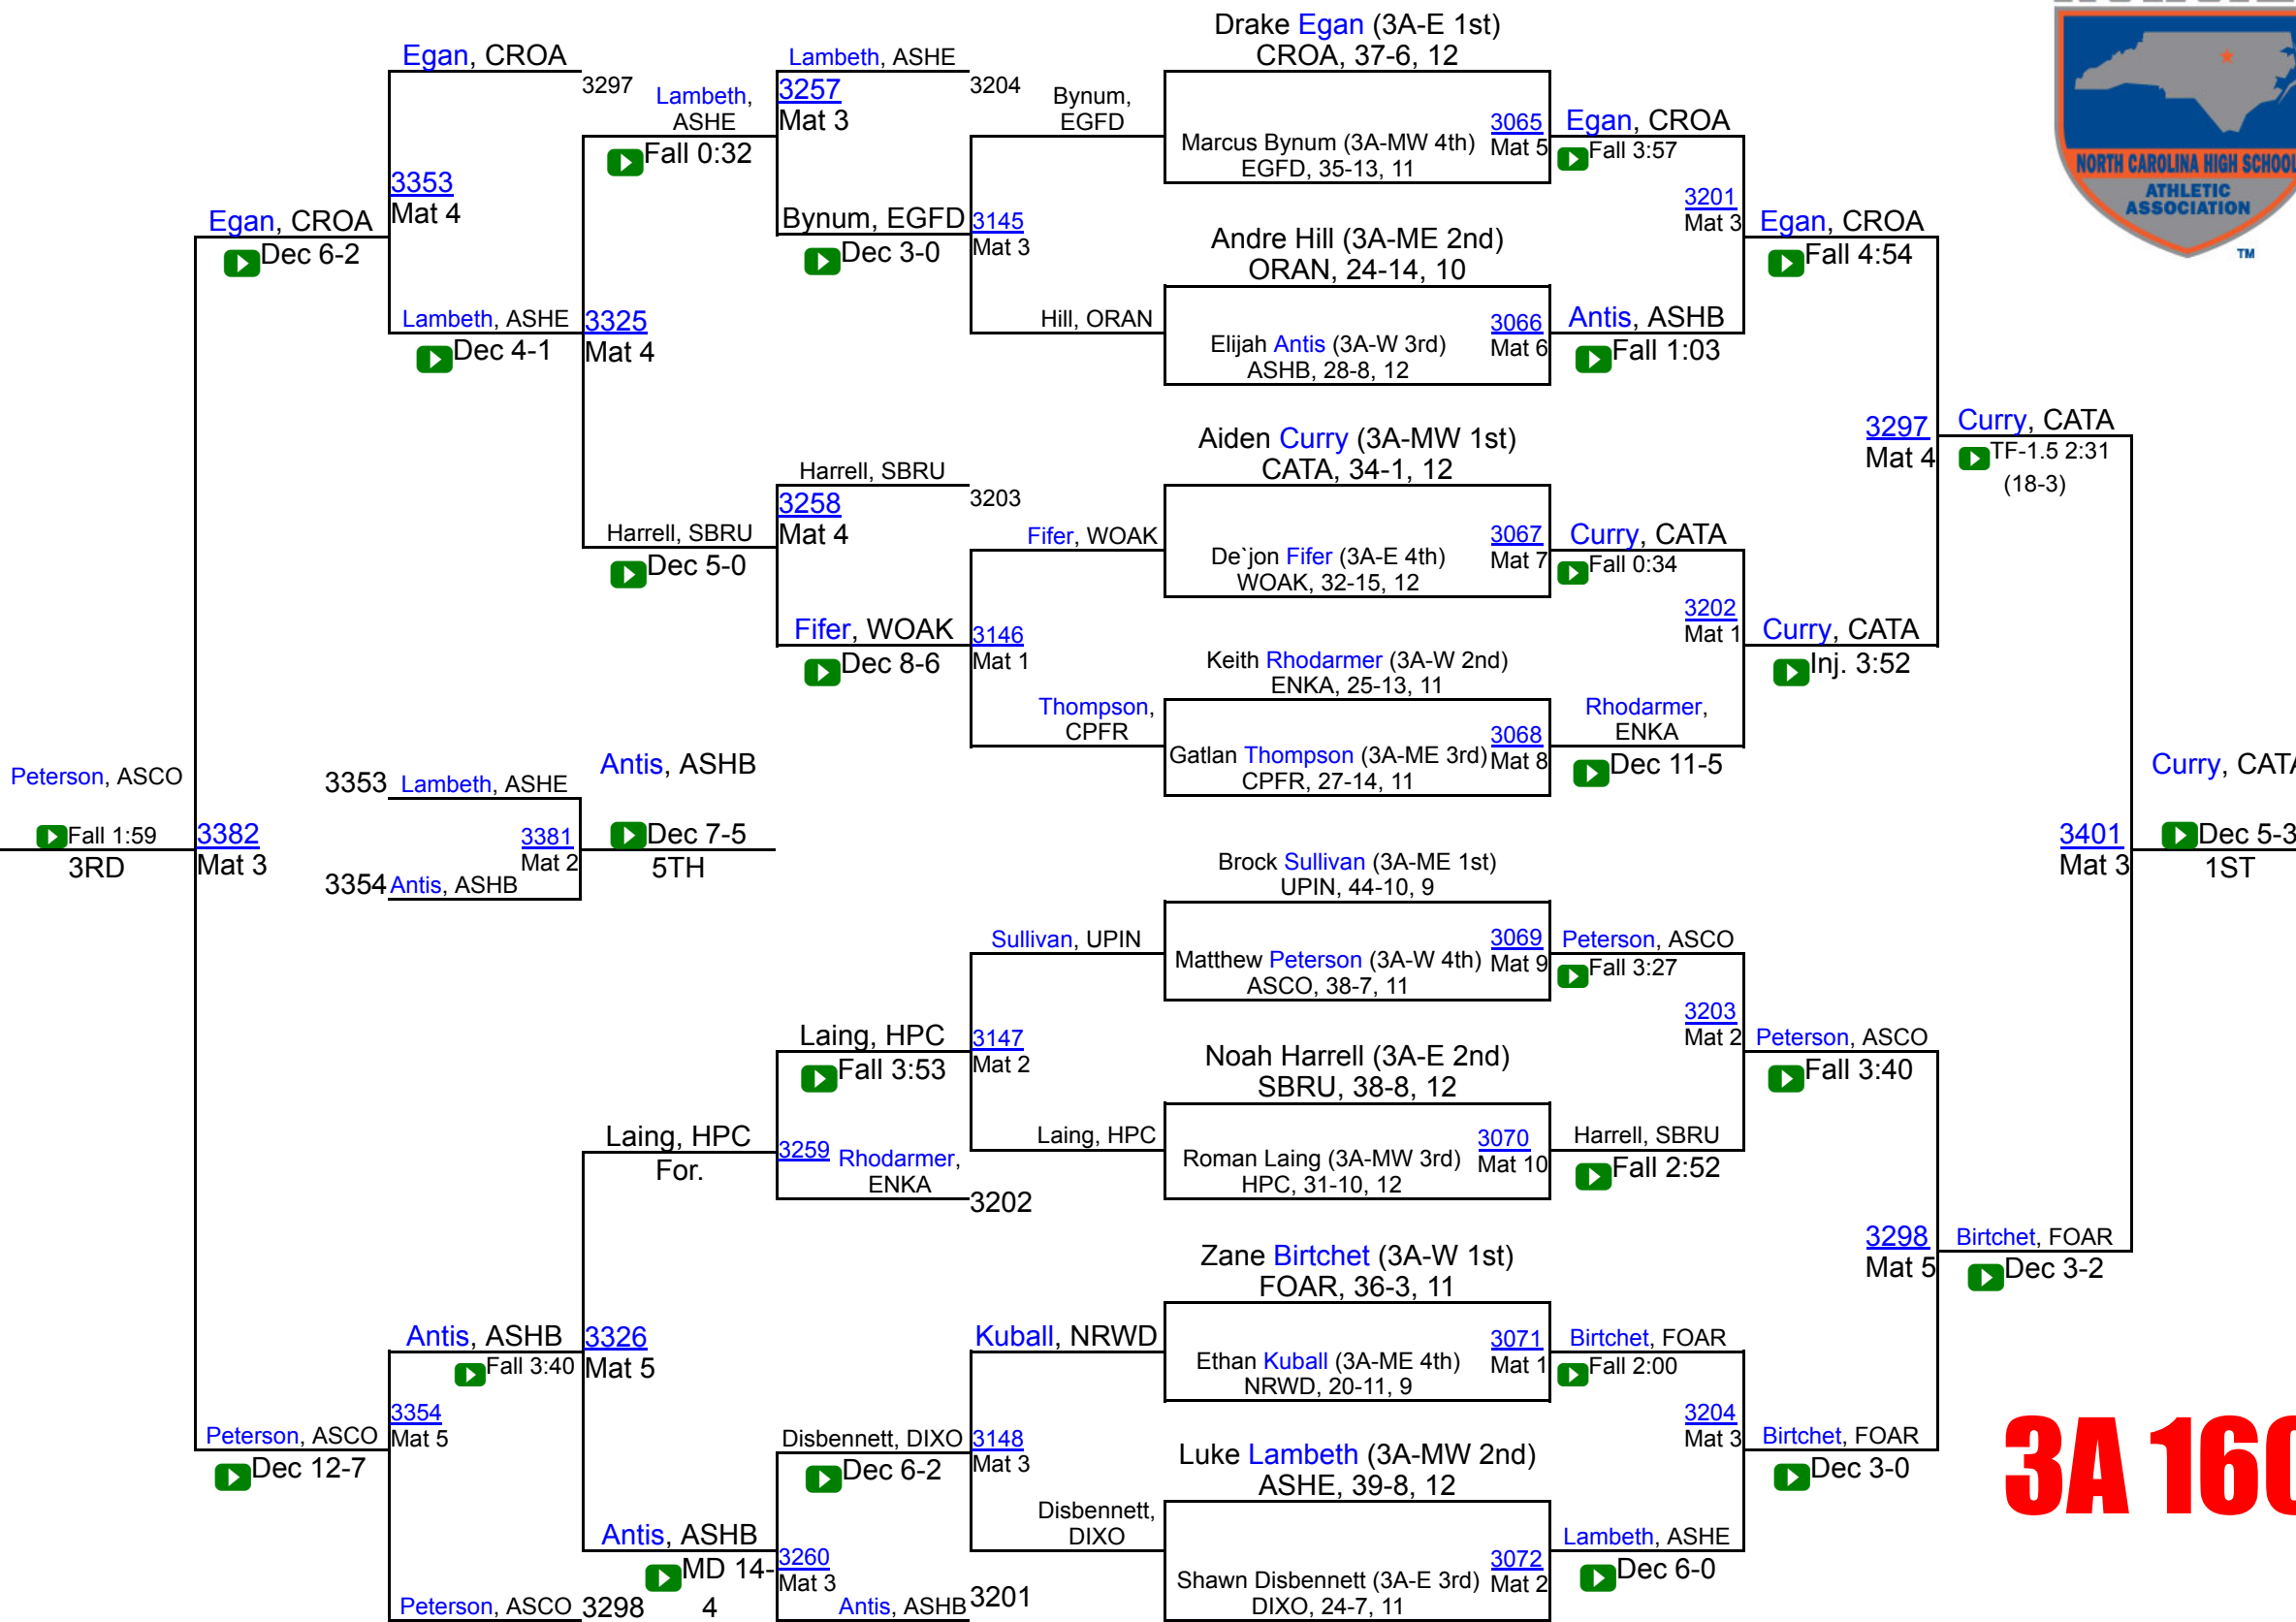 Egan, CROA
3297
3353
Mat 4
Egan, CROA
Dec 6-2
Lambeth, ASHE
Dec 4-1
Lambeth,
ASHE
Fall 0:32
3325
Mat 4
Harrell, SBRU
Dec 5-0
Lambeth, ASHE
3204
3257
Mat 3
Bynum, EGFD
Dec 3-0
Harrell, SBRU
3203
3258
Mat 4
Fifer, WOAK
Dec 8-6
Bynum,
EGFD
3145
Mat 3
Hill, ORAN
Fifer, WOAK
3146
Mat 1
Thompson,
CPFR
Drake Egan (3A-E 1st)
CROA, 37-6, 12
Marcus Bynum (3A-MW 4th)
EGFD, 35-13, 11
3065
Mat 5
Andre Hill (3A-ME 2nd)
ORAN, 24-14, 10
Elijah Antis (3A-W 3rd)
ASHB, 28-8, 12
3066
Mat 6
Aiden Curry (3A-MW 1st)
CATA, 34-1, 12
De`jon Fifer (3A-E 4th)
WOAK, 32-15, 12
3067
Mat 7
Keith Rhodarmer (3A-W 2nd)
ENKA, 25-13, 11
Gatlan Thompson (3A-ME 3rd)
CPFR, 27-14, 11
3068
Mat 8
Egan, CROA
Fall 3:57
3201
Mat 3
Antis, ASHB
Fall 1:03
Egan, CROA
Fall 4:54
Curry, CATA
Fall 0:34
3202
Mat 1
Rhodarmer,
ENKA
Dec 11-5
Curry, CATA
Inj. 3:52
3297
Mat 4
Curry, CATA
TF-1.5 2:31
(18-3)
NORTH CAROLINA HIGH SCHOOL
ATHLETIC
ASSOCIATION
TM
Peterson, ASCO
Fall 1:59
3RD
3382
Mat 3
3353 Lambeth, ASHE
3381
Mat 2
3354 Antis, ASHB
Antis, ASHB
Dec 7-5
5TH
3401
Mat 3
Curry, CATA
Dec 5-3
1ST
Brock Sullivan (3A-ME 1st)
UPIN, 44-10, 9
Matthew Peterson (3A-W 4th)
ASCO, 38-7, 11
3069
Mat 9
Noah Harrell (3A-E 2nd)
SBRU, 38-8, 12
Roman Laing (3A-MW 3rd)
HPC, 31-10, 12
3070
Mat 10
Zane Birtchet (3A-W 1st)
FOAR, 36-3, 11
Ethan Kuball (3A-ME 4th)
NRWD, 20-11, 9
3071
Mat 1
Luke Lambeth (3A-MW 2nd)
ASHE, 39-8, 12
Shawn Disbennett (3A-E 3rd)
DIXO, 24-7, 11
3072
Mat 2
Sullivan, UPIN
3147
Mat 2
Laing, HPC
Laing, HPC
Fall 3:53
3259
Rhodarmer,
ENKA
3202
Laing, HPC
For.
Kuball, NRWD
3148
Mat 3
Disbennett,
DIXO
Disbennett, DIXO
Dec 6-2
3260
Mat 3
Antis, ASHB
3201
Antis, ASHB
MD 14-
4
3326
Mat 5
Antis, ASHB
Fall 3:40
3354
Mat 5
Peterson, ASCO
3298
Peterson, ASCO
Dec 12-7
Peterson, ASCO
Fall 3:27
3203
Mat 2
Harrell, SBRU
Fall 2:52
Peterson, ASCO
Fall 3:40
Birtchet, FOAR
Fall 2:00
3204
Mat 3
Lambeth, ASHE
Dec 6-0
Birtchet, FOAR
Dec 3-0
3298
Mat 5
Birtchet, FOAR
Dec 3-2
3A 160